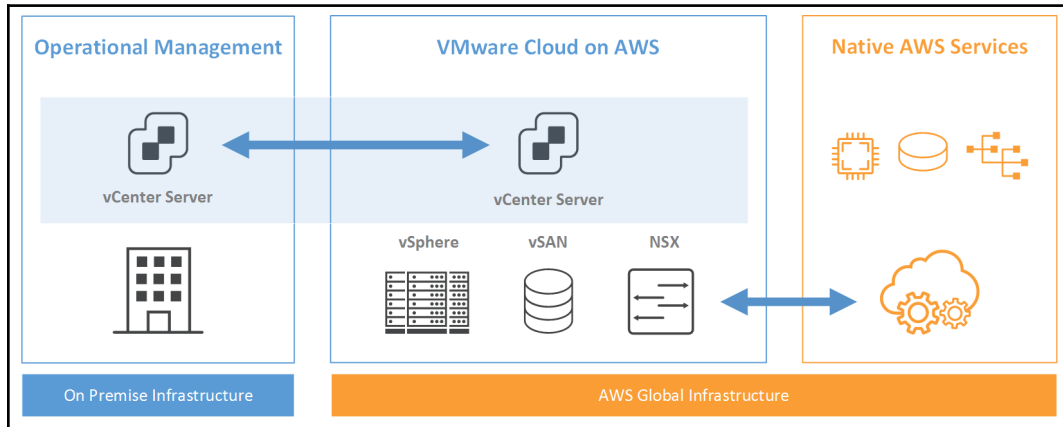 Operational Management
VMware Cloud on AWS
Native AWS Services
vCenter Server
vCenter Server
vSphere
vSAN
NSX
On Premise Infrastructure
AWS Global Infrastructure